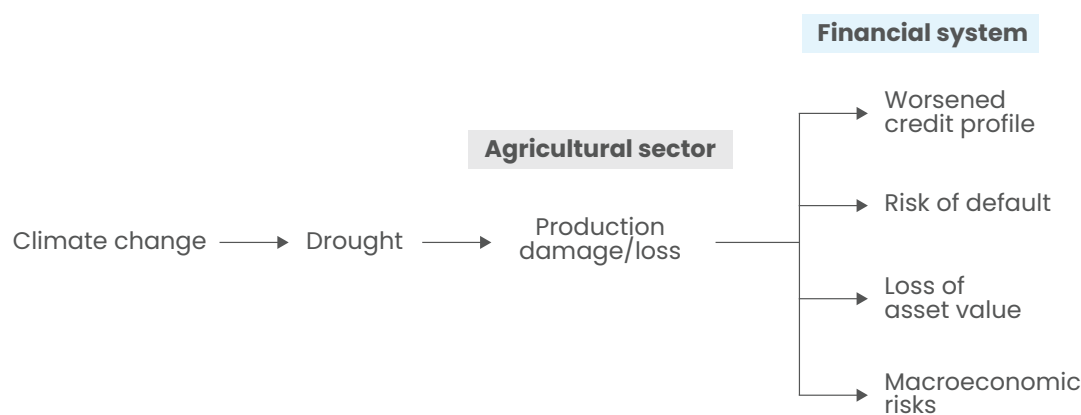 Financial system
Worsened
credit profile
Agricultural sector
Risk of default
Climate change
Drought
Production
damage/loss
Loss of
asset value
Macroeconomic
risks